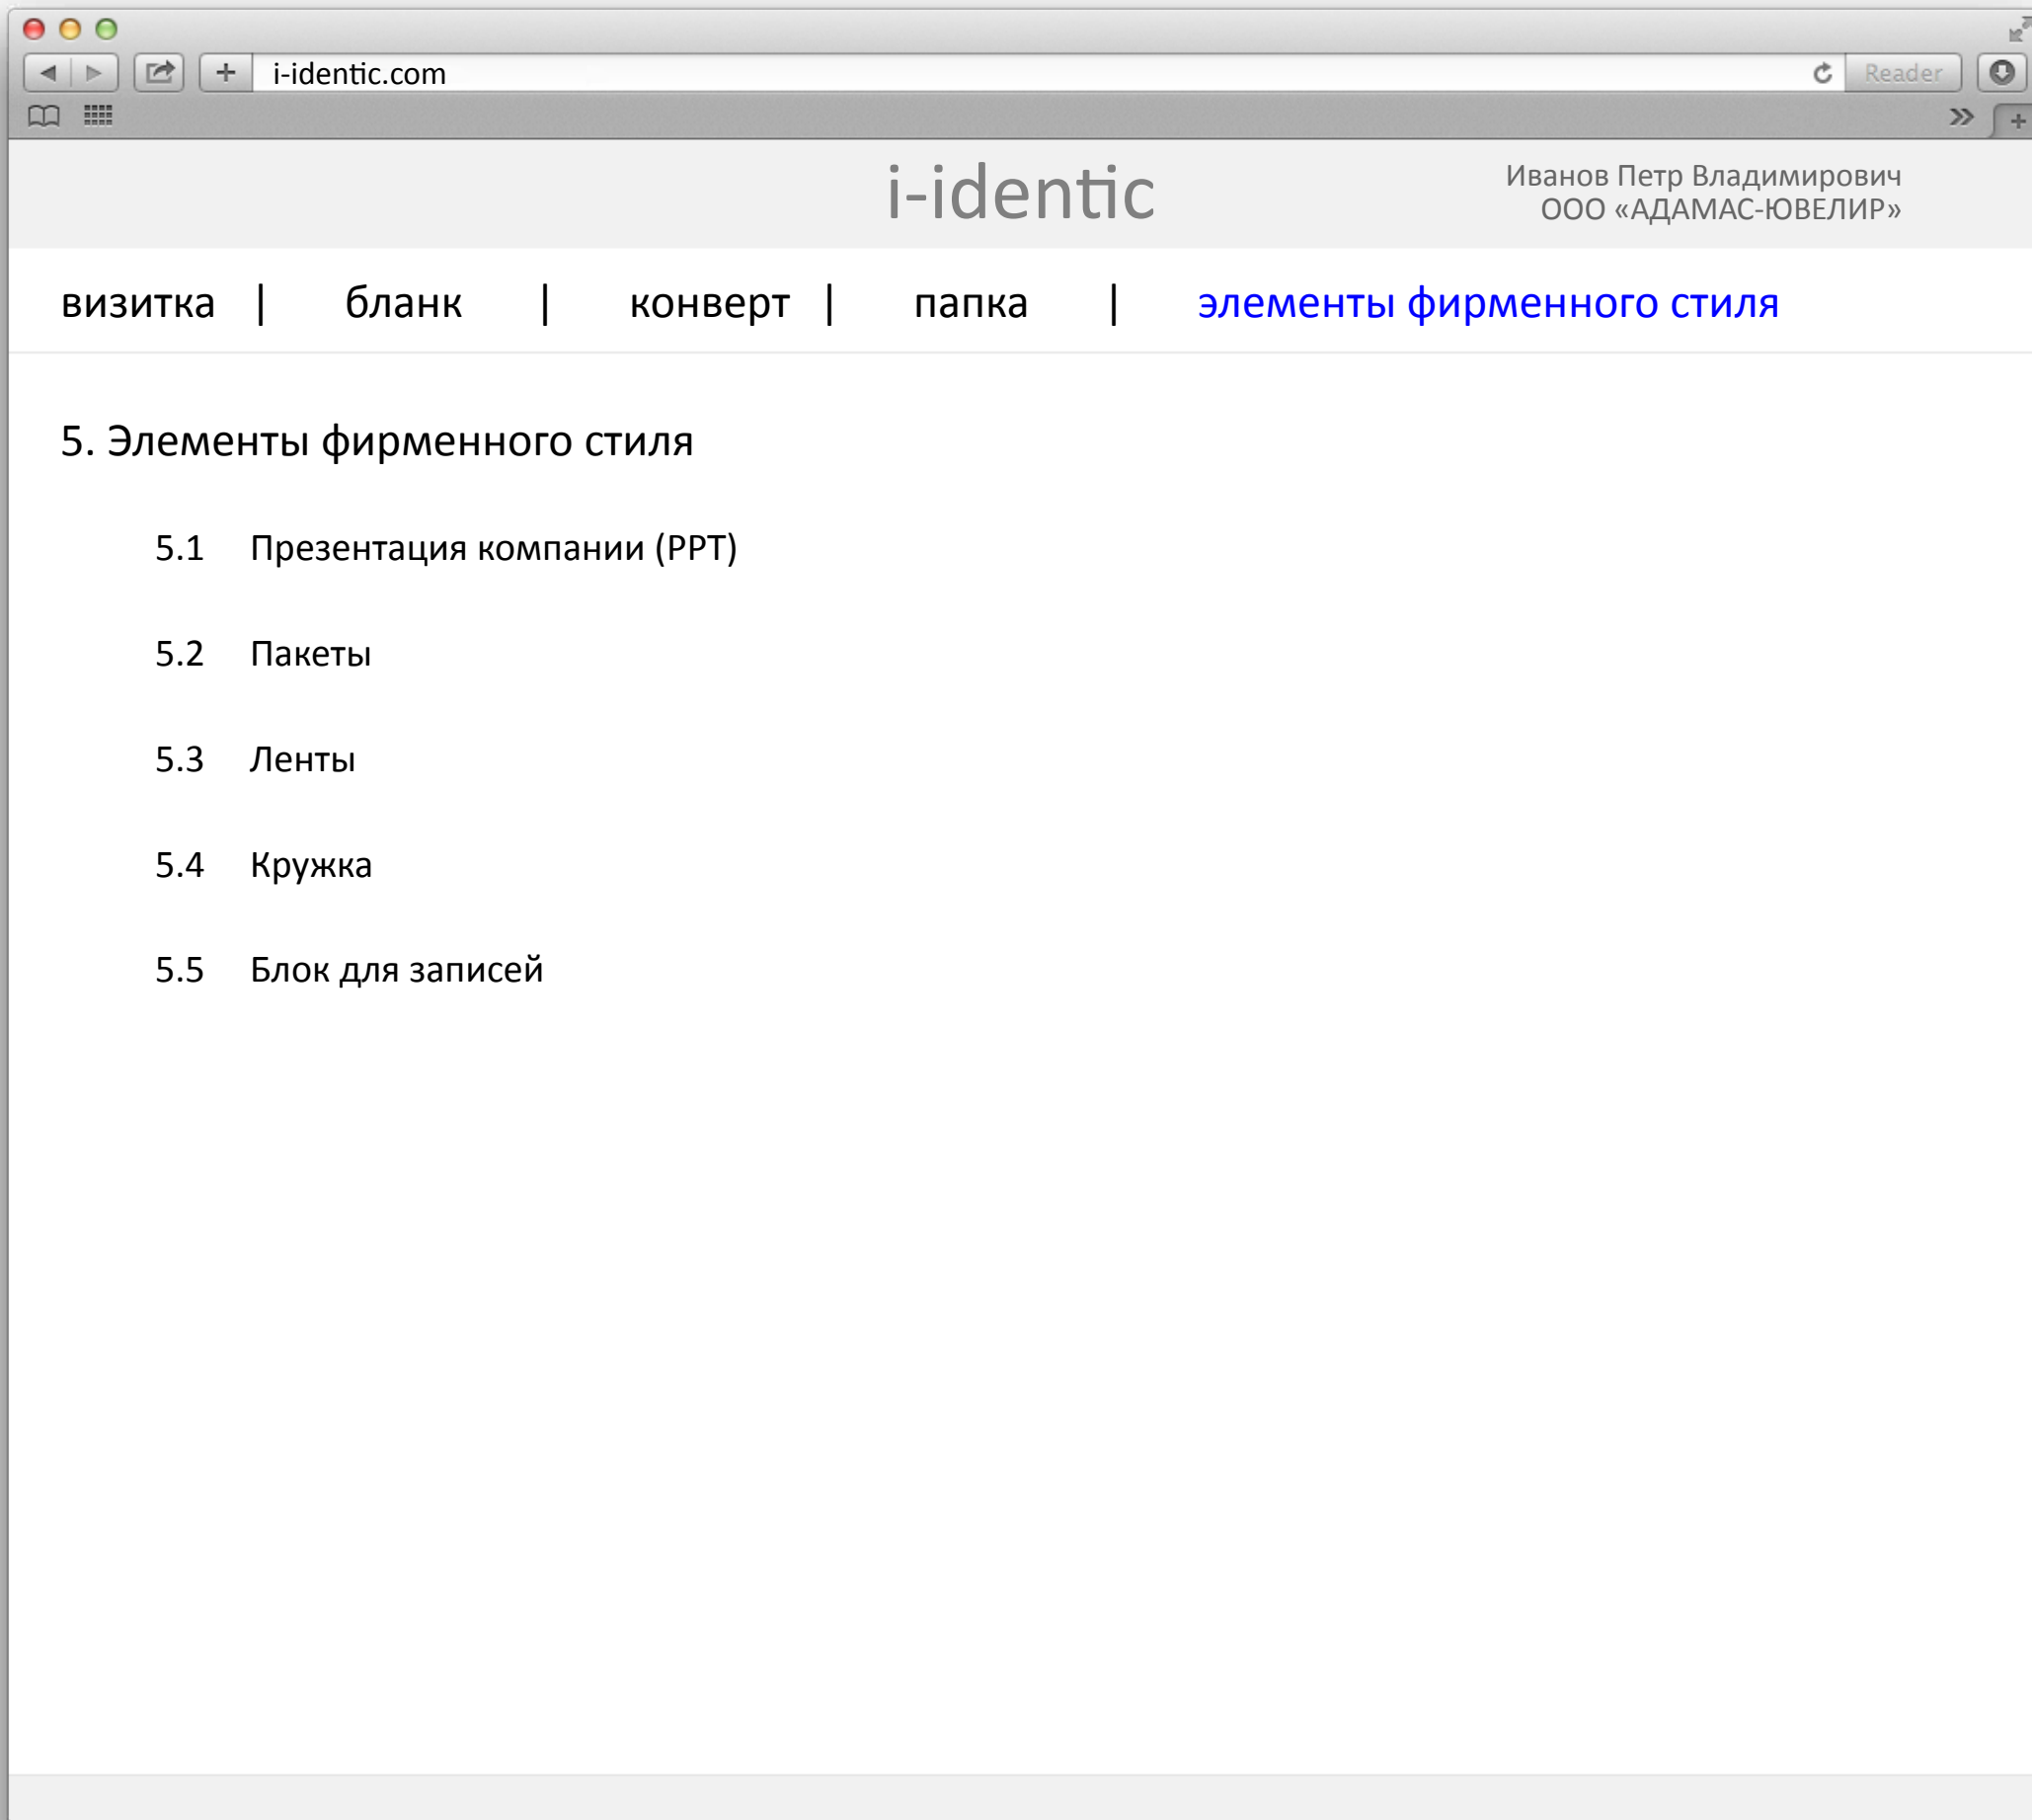 i-identic.com
Reader
i-identic
Иванов Петр Владимирович
ООО «АДАМАС-ЮВЕЛИР»
визитка | бланк | конверт | папка | элементы фирменного стиля
5. Элементы фирменного стиля
5.1 Презентация компании (PPT)
5.2 Пакеты
5.3 Ленты
5.4 Кружка
5.5 Блок для записей